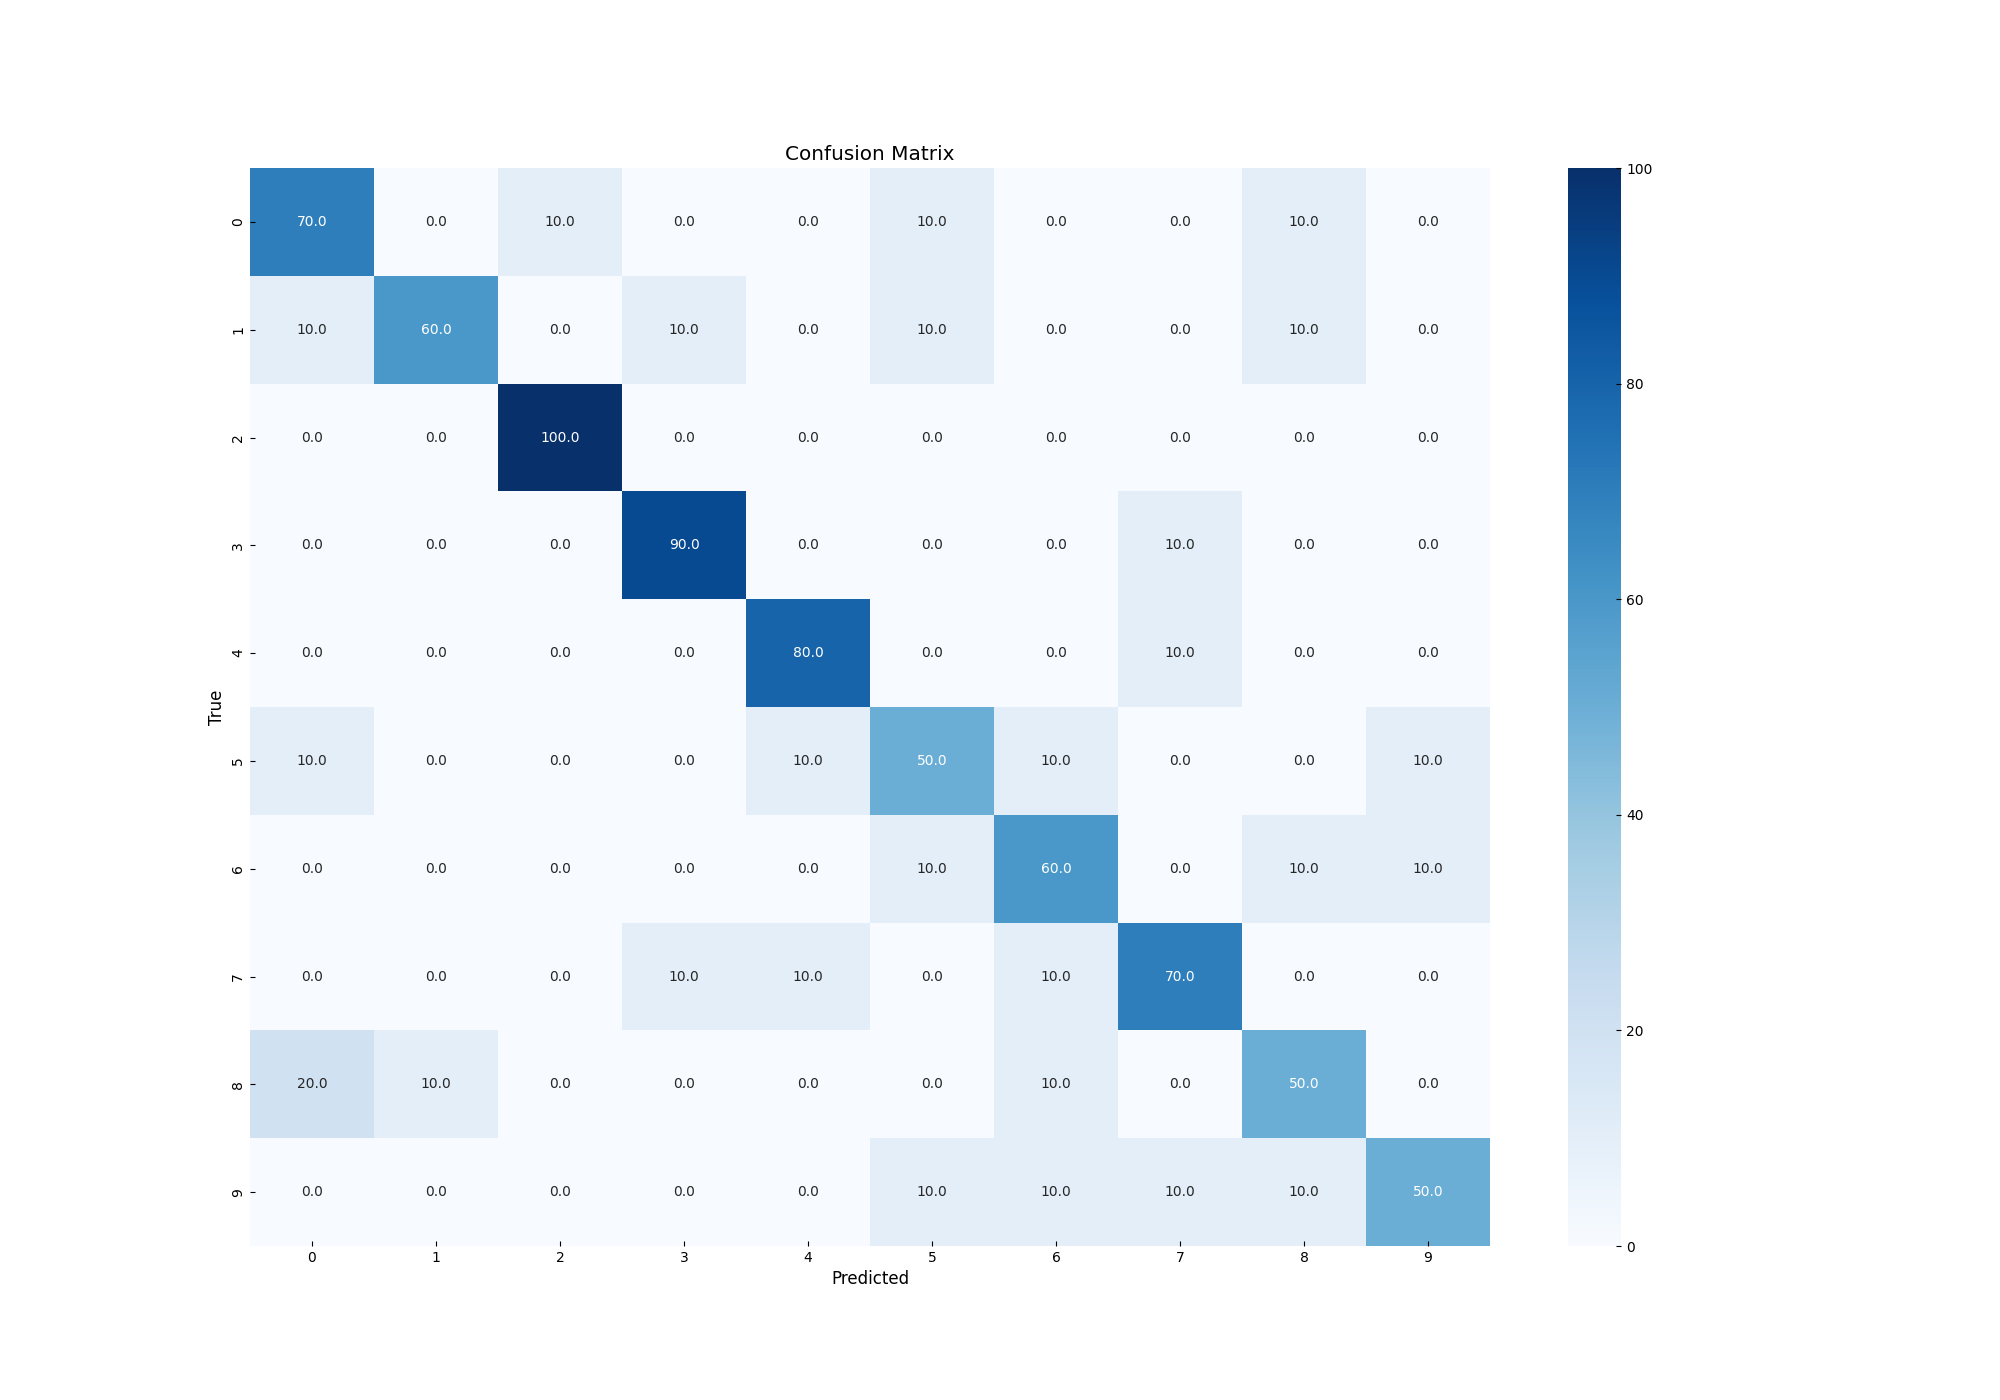 Confusion Matrix
0 70.0 0.0 10.0 0.0 0.0 10.0 0.0 0.0 10.0 0.0
1 10.0 60.0 0.0 10.0 0.0 10.0 0.0 0.0 10.0 0.0
2 0.0 0.0 100.0 0.0 0.0 0.0 0.0 0.0 0.0 0.0
3 0.0 0.0 0.0 90.0 0.0 0.0 0.0 10.0 0.0 0.0
4 0.0 0.0 0.0 0.0 80.0 0.0 0.0 10.0 0.0 0.0
True
5 10.0 0.0 0.0 0.0 10.0 50.0 10.0 0.0 0.0 10.0
6 0.0 0.0 0.0 0.0 0.0 10.0 60.0 0.0 10.0 10.0
7 0.0 0.0 0.0 10.0 10.0 0.0 10.0 70.0 0.0 0.0
8 20.0 10.0 0.0 0.0 0.0 0.0 10.0 0.0 50.0 0.0
9 0.0 0.0 0.0 0.0 0.0 10.0 10.0 10.0 10.0 50.0
0 1 2 3 4 5 6 7 8 9
Predicted
100
80
60
40
20
0